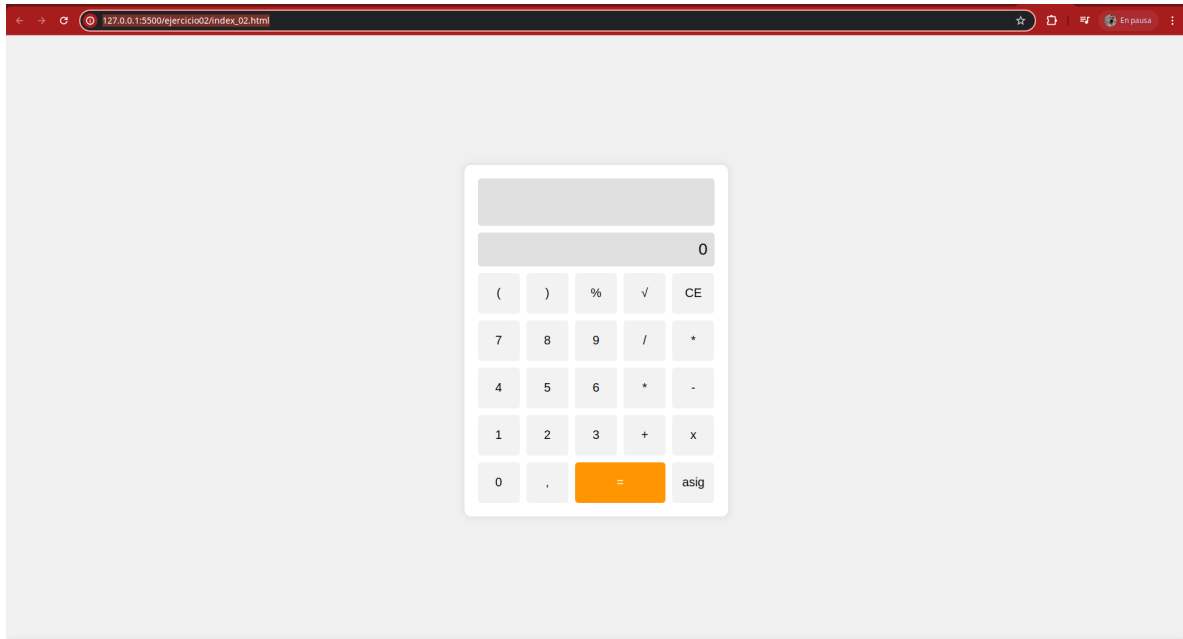 127.0.0.1:5500/ejercicio02/index_02.html En pausa
0
( ) % √ CE
7 8 9 / *
4 5 6 * -
1 2 3 + x
0 , = asig